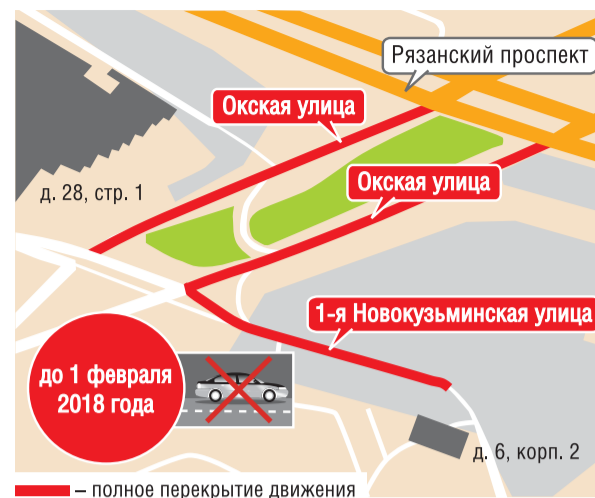 Рязанский проспект
Окская улица
д. 28, стр. 1
Окская улица
1-я Новокузьминская улица
до 1 февраля
2018 года
д. 6, корп. 2
– полное перекрытие движения